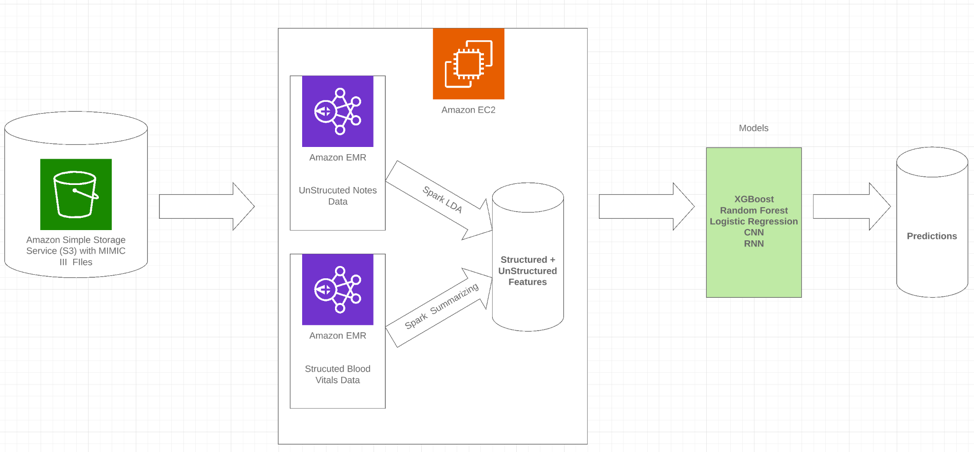 Amazon Simple Storage
Service (S3) with MIMIC
III FIles
Amazon EC2
Amazon EMR
UnStrucuted Notes
Data
Spark LDA
Amazon EMR
Strucuted Blood
Vitals Data
Spark Summarizing
Structured +
UnStructured
Features
Models
XGBoost
Random Forest
Logistic Regression
CNN
RNN
Predictions